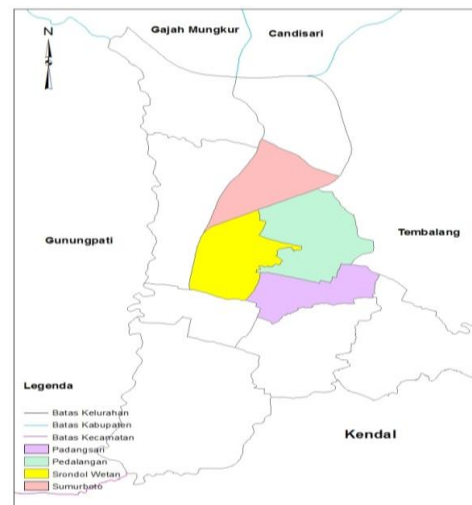 Gajah Mungkur
Candisari
N
Gunungpati
Tembalang
Legenda
Batas Kelurahan
Batas Kabupaten
Batas Kecamatan
Padangsari
Pedalangan
Srondol Wetan
Sumurboto
Kendal